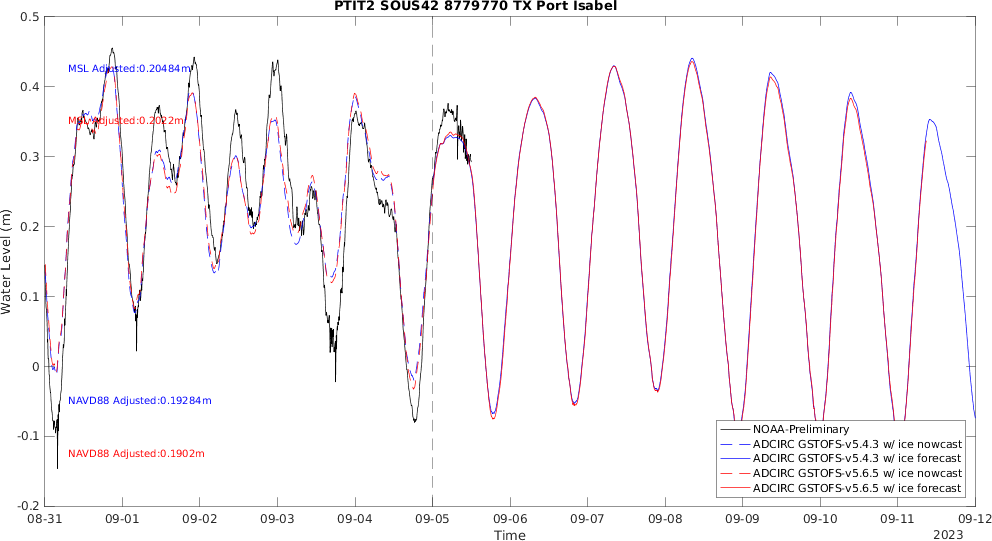 PTIT2 SOUS42 8779770 TX Port Isabel
0.5
0.4
0.3
0.2
0.1
0
-0.1
-0.2
Water Level (m)
MSL Adjusted:0.20484m
MSL Adjusted:0.2022m
NAVD88 Adjusted:0.19284m
NAVD88 Adjusted:0.1902m
NOAA-Preliminary
ADCIRC GSTOFS-v5.4.3 w/ ice nowcast
ADCIRC GSTOFS-v5.4.3 w/ ice forecast
ADCIRC GSTOFS-v5.6.5 w/ ice nowcast
ADCIRC GSTOFS-v5.6.5 w/ ice forecast
08-31 09-01 09-02 09-03 09-04 09-05 09-06 09-07 09-08 09-09 09-10 09-11 09-12
Time
2023